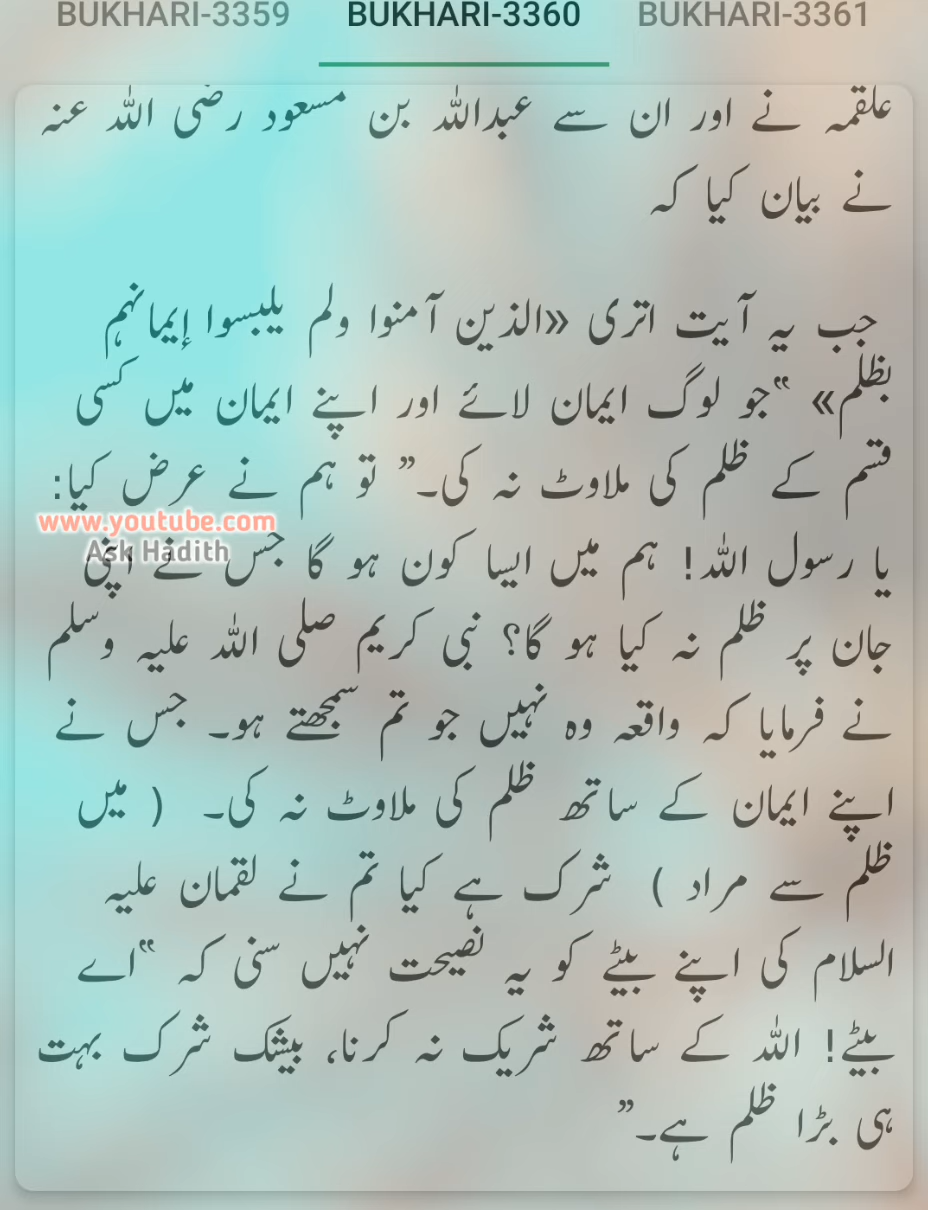 BUKHARI-3359 BUKHARI-3360 BUKHARI-3361
علقمہ نے اور ان سے عبداللہ بن مسعود رضی اللہ عنہ
نے بیان کیا کہ
جب یہ آیت اتری «الذين آمنوا ولم يلبسوا إيمانهم
بظلم‏» ”جو لوگ ایمان لائے اور اپنے ایمان میں کسی
قسم کے ظلم کی ملاوٹ نہ کی۔“ تو ہم نے عرض کیا:
www.youtube.com
یا رسول اللہ! ہم میں ایسا کون ہو گا جس نے اپنی
Ask Hadith
جان پر ظلم نہ کیا ہو گا؟ نبی کریم صلی اللہ علیہ وسلم
نے فرمایا کہ واقعہ وہ نہیں جو تم سمجھتے ہو۔ جس نے
اپنے ایمان کے ساتھ ظلم کی ملاوٹ نہ کی۔ ( میں
ظلم سے مراد ) شرک ہے کیا تم نے لقمان علیہ
السلام کی اپنے بیٹے کو یہ نصیحت نہیں سنی کہ ”اے
بیٹے! اللہ کے ساتھ شریک نہ کرنا، بیشک شرک بہت
ہی بڑا ظلم ہے۔“